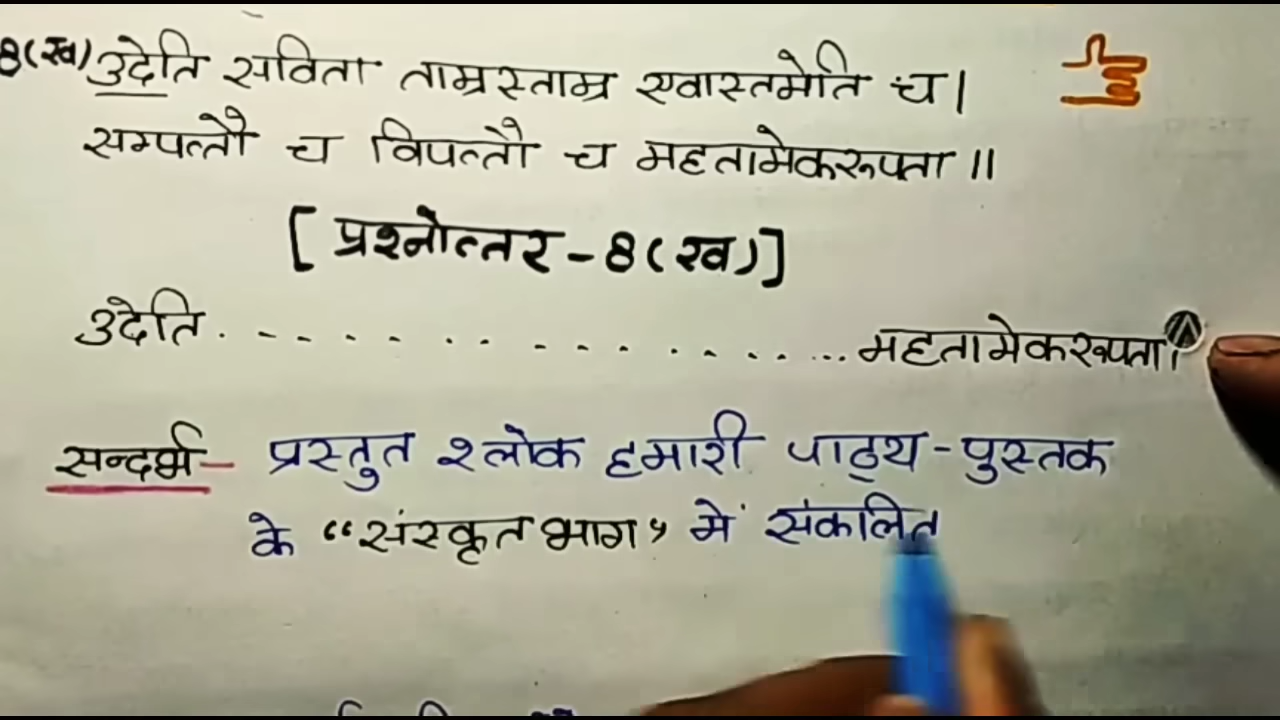 8(ख) उदेति सविता ताम्रस्ताम्र एवास्तमेति च।
सम्पत्तौ च विपत्तौ च महतामेकरूपता॥
[प्रश्नोत्तर-8(ख)]
उदेति. - - - - - - - - - - - - - ... महतामेकरूपता।
सन्दर्भ- प्रस्तुत श्लोक हमारी पाठ्य-पुस्तक
के "संस्कृत भाग" में संकलित